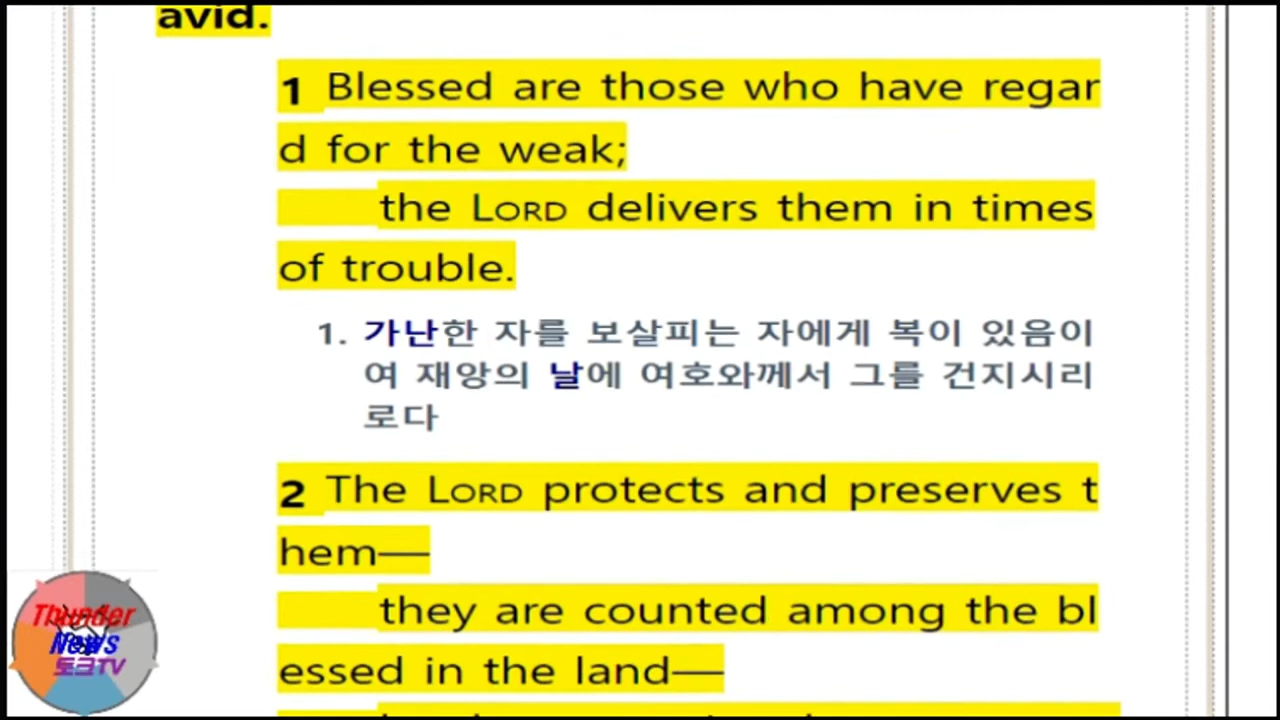 avid.
1 Blessed are those who have regar
d for the weak;
the LORD delivers them in times
of trouble.
1. 가난한 자를 보살피는 자에게 복이 있음이
여 재앙의 날에 여호와께서 그를 건지시리
로다
2 The LORD protects and preserves t
hem—
they are counted among the bl
essed in the land—
Thunder
News
토크TV